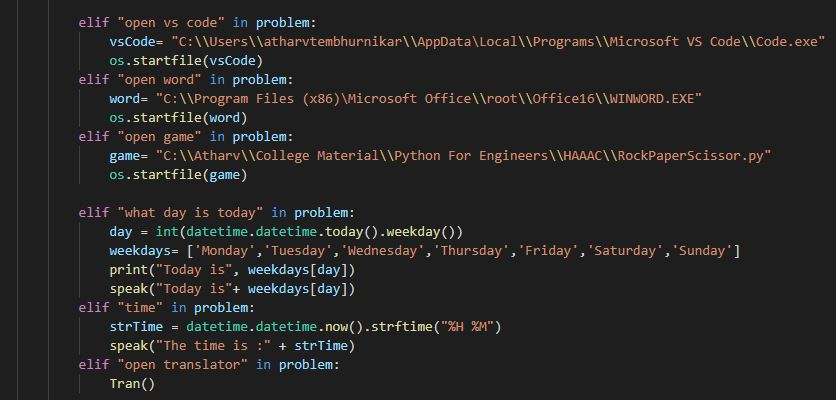 elif "open vs code" in problem:
    vsCode= "C:\\Users\\atharvtembhurnikar\\AppData\Local\\Programs\\Microsoft VS Code\\Code.exe"
    os.startfile(vsCode)
elif "open word" in problem:
    word= "C:\\Program Files (x86)\Microsoft Office\\root\\Office16\\WINWORD.EXE"
    os.startfile(word)
elif "open game" in problem:
    game= "C:\\Atharv\\College Material\\Python For Engineers\\HAAAC\\RockPaperScissor.py"
    os.startfile(game)

elif "what day is today" in problem:
    day = int(datetime.datetime.today().weekday())
    weekdays= ['Monday','Tuesday','Wednesday','Thursday','Friday','Saturday','Sunday']
    print("Today is", weekdays[day])
    speak("Today is"+ weekdays[day])
elif "time" in problem:
    strTime = datetime.datetime.now().strftime("%H %M")
    speak("The time is :" + strTime)
elif "open translator" in problem:
    Tran()